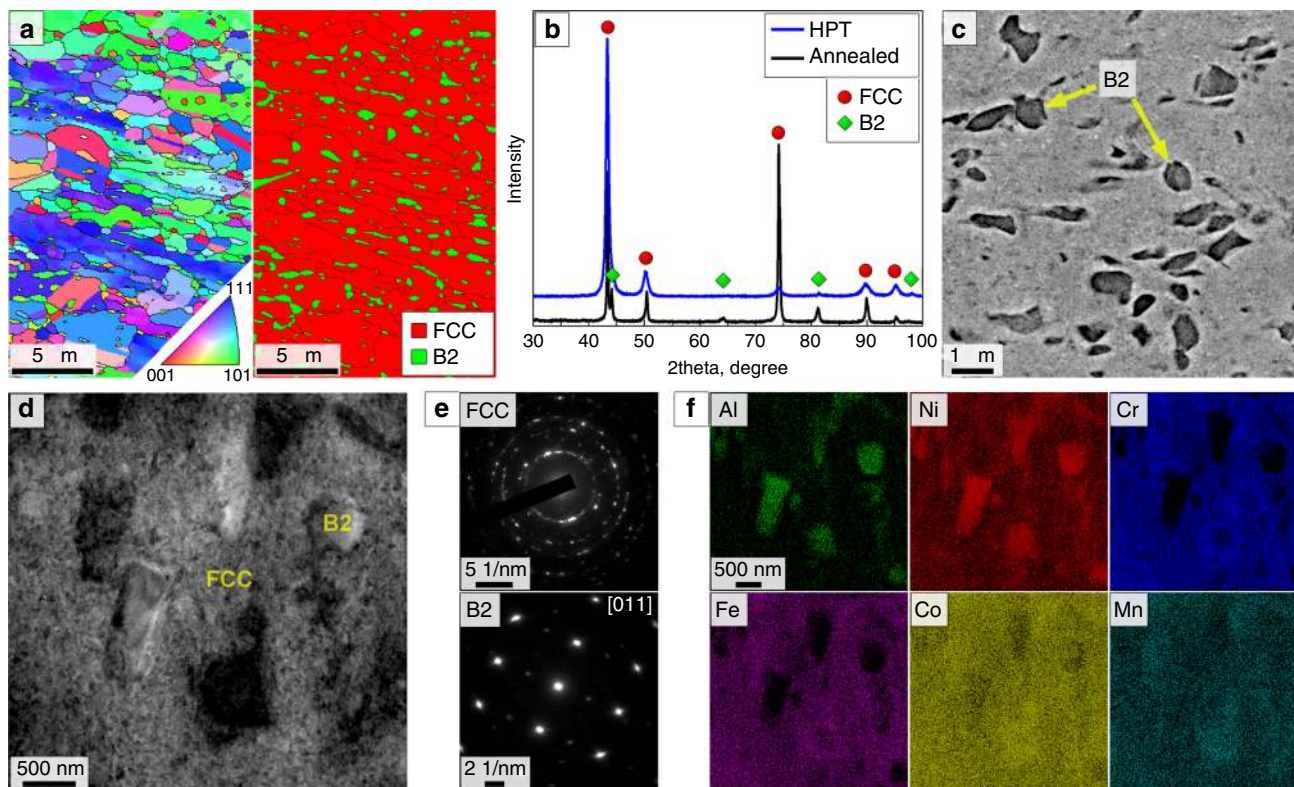 a
111
001
101
5 m
5 m
FCC
B2
b
HPT
Annealed
FCC
B2
Intensity
30 40 50 60 70 80 90 100
2theta, degree
c
B2
1 m
d
B2
FCC
500 nm
e
FCC
5 1/nm
B2
[011]
2 1/nm
f
Al
Ni
Cr
500 nm
Fe
Co
Mn